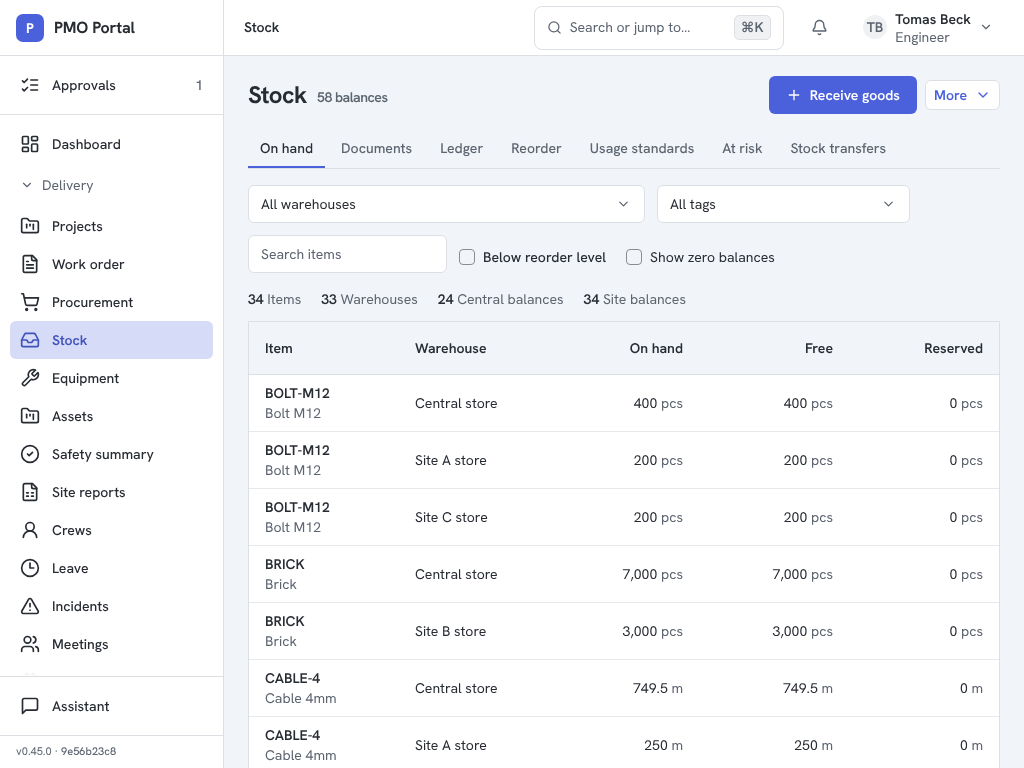 P PMO Portal
Stock
Search or jump to... ⌘K
TB
Tomas Beck
Engineer
Approvals 1
Dashboard
Delivery
Projects
Work order
Procurement
Stock
Equipment
Assets
Safety summary
Site reports
Crews
Leave
Incidents
Meetings
Assistant
v0.45.0 · 9e56b23c8
Stock 58 balances
Receive goods
More
On hand Documents Ledger Reorder Usage standards At risk Stock transfers
All warehouses All tags
Search items Below reorder level Show zero balances
34 Items 33 Warehouses 24 Central balances 34 Site balances
Item Warehouse On hand Free Reserved
BOLT-M12
Bolt M12 Central store 400 pcs 400 pcs 0 pcs
BOLT-M12
Bolt M12 Site A store 200 pcs 200 pcs 0 pcs
BOLT-M12
Bolt M12 Site C store 200 pcs 200 pcs 0 pcs
BRICK
Brick Central store 7,000 pcs 7,000 pcs 0 pcs
BRICK
Brick Site B store 3,000 pcs 3,000 pcs 0 pcs
CABLE-4
Cable 4mm Central store 749.5 m 749.5 m 0 m
CABLE-4
Cable 4mm Site A store 250 m 250 m 0 m